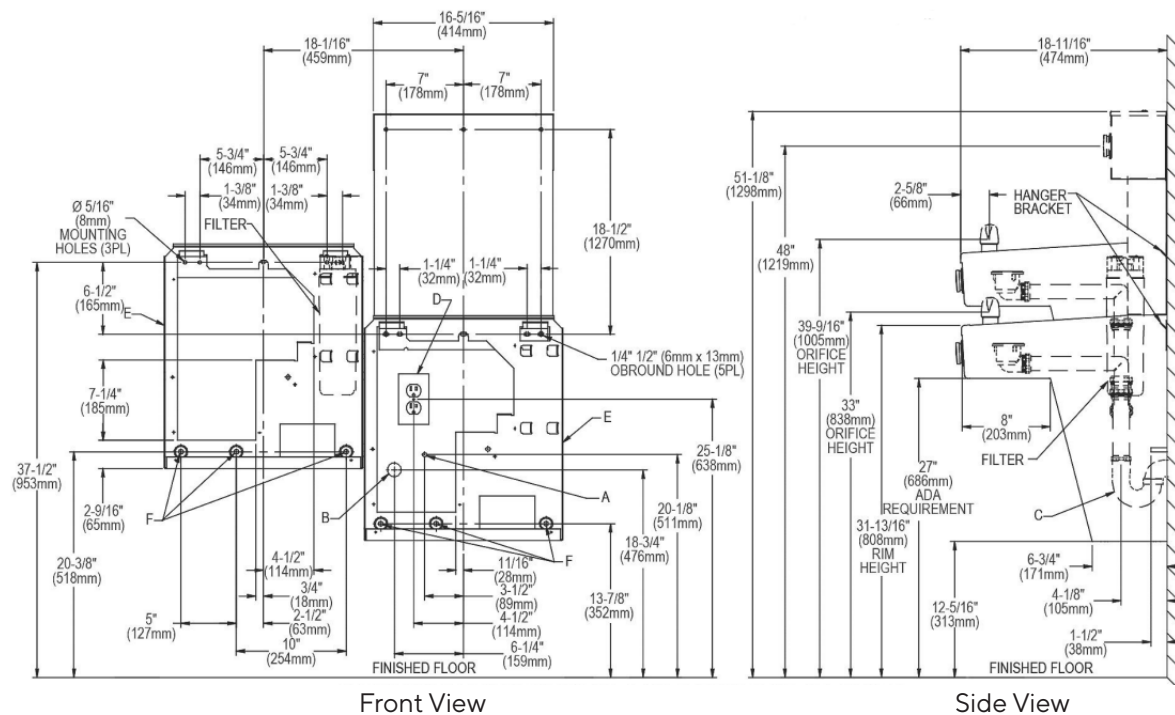 16-5/16"
(414mm)
18-1/16"
(459mm)
7"
(178mm)
7"
(178mm)
5-3/4"
(146mm)
5-3/4"
(146mm)
1-3/8"
(34mm)
1-3/8"
(34mm)
Ø 5/16"
(8mm)
MOUNTING
HOLES (3PL)
FILTER
18-1/2"
(1270mm)
1-1/4"
(32mm)
1-1/4"
(32mm)
6-1/2"
(165mm)
E
D
1/4" 1/2" (6mm x 13mm)
OBROUND HOLE (5PL)
7-1/4"
(185mm)
E
37-1/2"
(953mm)
25-1/8"
(638mm)
2-9/16"
(65mm)
F
B
A
20-1/8"
(511mm)
18-3/4"
(476mm)
20-3/8"
(518mm)
4-1/2"
(114mm)
11/16"
(28mm)
F
3/4"
(18mm)
3-1/2"
(89mm)
13-7/8"
(352mm)
5"
(127mm)
2-1/2"
(63mm)
4-1/2"
(114mm)
10"
(254mm)
6-1/4"
(159mm)
FINISHED FLOOR
Front View
18-11/16"
(474mm)
51-1/8"
(1298mm)
2-5/8"
(66mm)
HANGER
BRACKET
48"
(1219mm)
39-9/16"
(1005mm)
ORIFICE
HEIGHT
33"
(838mm)
ORIFICE
HEIGHT
8"
(203mm)
FILTER
27"
(686mm)
ADA
REQUIREMENT
C
31-13/16"
(808mm)
RIM
HEIGHT
6-3/4"
(171mm)
4-1/8"
(105mm)
12-5/16"
(313mm)
1-1/2"
(38mm)
FINISHED FLOOR
Side View